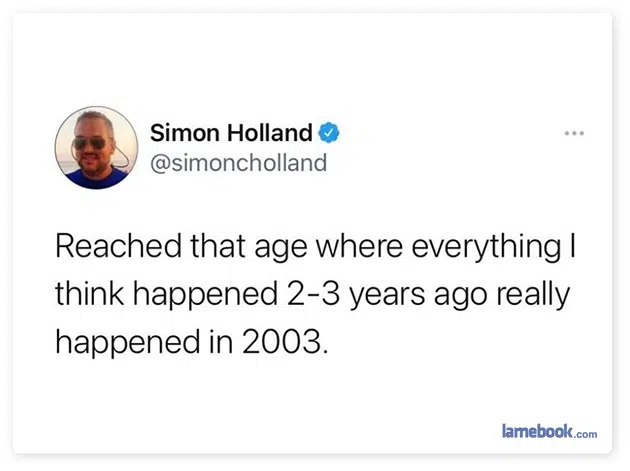 Simon Holland
@simoncholland
Reached that age where everything I
think happened 2-3 years ago really
happened in 2003.
lamebook.com